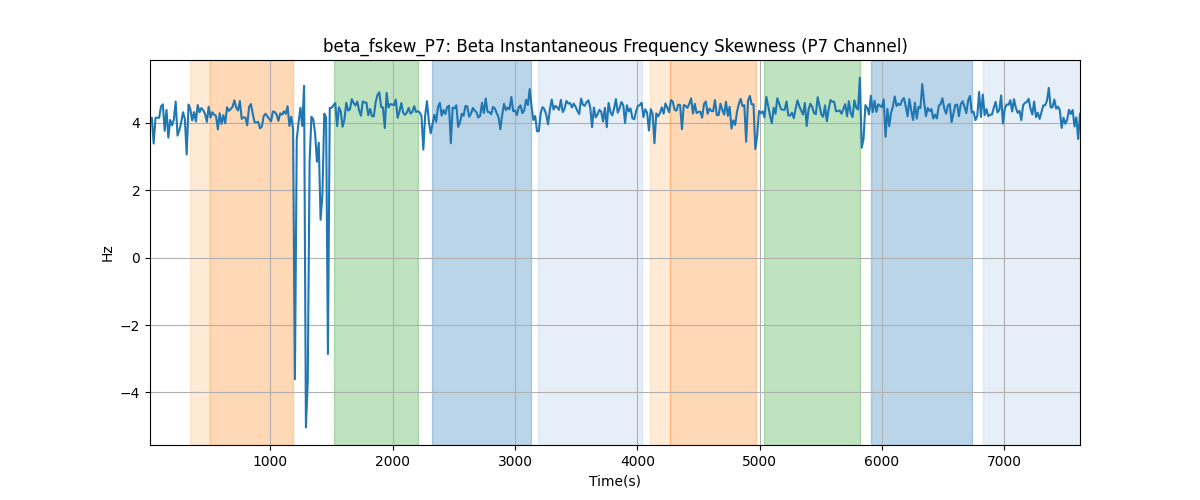 beta_fskew_P7: Beta Instantaneous Frequency Skewness (P7 Channel)
4
2
0
−2
−4
Hz
1000 2000 3000 4000 5000 6000 7000
Time(s)